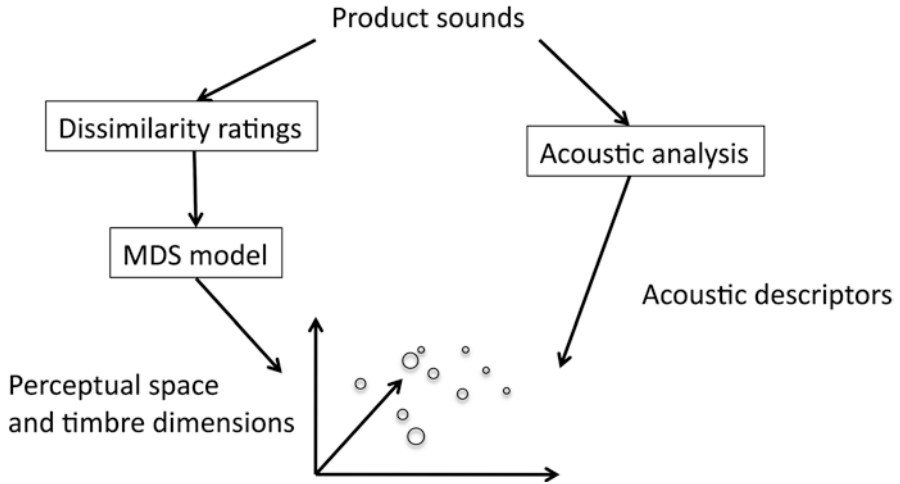 Product sounds
Dissimilarity ratings
Acoustic analysis
MDS model
Acoustic descriptors
Perceptual space
and timbre dimensions